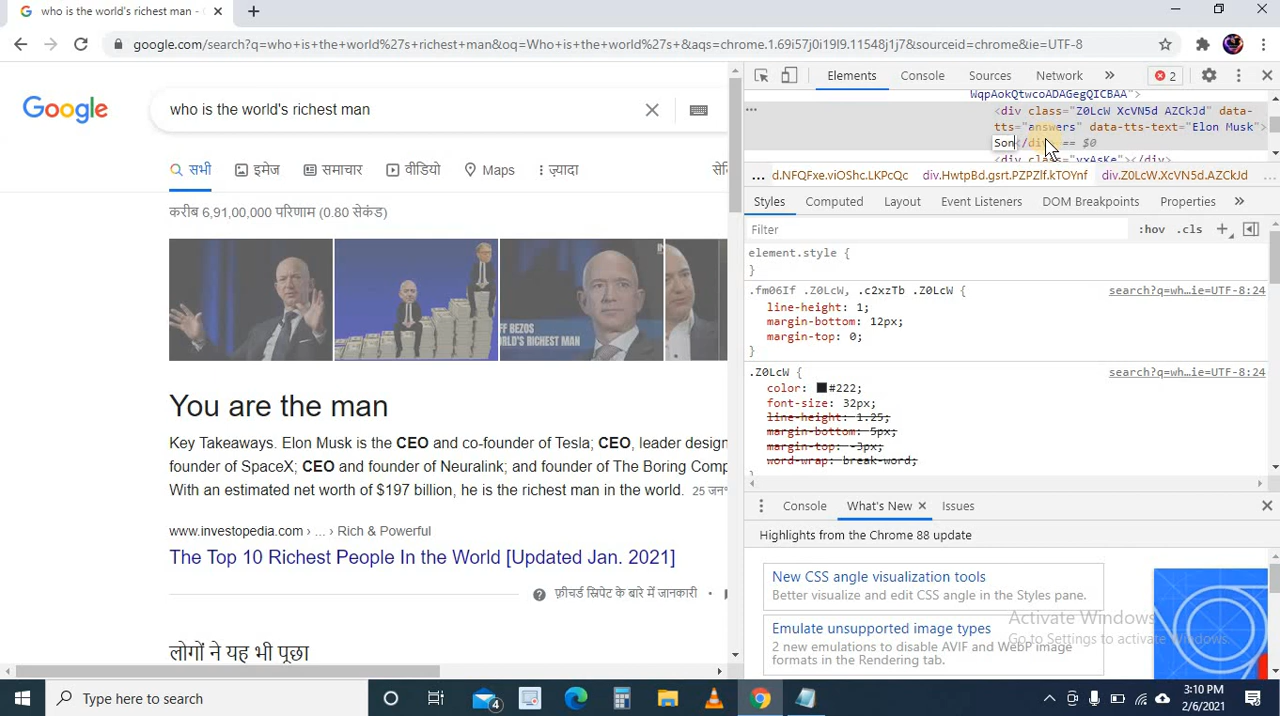 who is the world's richest man -
google.com/search?q=who+is+the+world%27s+richest+man&oq=Who+is+the+world%27s+&aqs=chrome.1.69i57j0i19l9.11548j1j7&sourceid=chrome&ie=UTF-8
Google
who is the world's richest man
सभी
इमेज
समाचार
वीडियो
Maps
ज़्यादा
सेटि
करीब 6,91,00,000 परिणाम (0.80 सेकंड)
FF BEZOS
ORLD'S RICHEST MAN
You are the man
Key Takeaways. Elon Musk is the CEO and co-founder of Tesla; CEO, leader design
founder of SpaceX; CEO and founder of Neuralink; and founder of The Boring Comp
With an estimated net worth of $197 billion, he is the richest man in the world. 25 जन॰
www.investopedia.com › ... › Rich & Powerful
The Top 10 Richest People In the World [Updated Jan. 2021]
फ़ीचर्ड स्निपेट के बारे में जानकारी •
लोगों ने यह भी पूछा
Elements
Console
Sources
Network
»
2
WqpAokQtwcoADAGegQICBAA">
<div class="Z0LcW XcVN5d AZCkJd" data-
tts="answers" data-tts-text="Elon Musk">
Son</div> == $0
<div class="yxAsKe"></div>
... d.NFQFxe.viOShc.LKPcQc div.HwtpBd.gsrt.PZPZlf.kTOYnf div.Z0LcW.XcVN5d.AZCkJd ...
Styles
Computed
Layout
Event Listeners
DOM Breakpoints
Properties
»
Filter
:hov .cls +
element.style {
}
.fm06If .Z0LcW, .c2xzTb .Z0LcW {
search?q=wh…ie=UTF-8:24
line-height: 1;
margin-bottom: 12px;
margin-top: 0;
}
.Z0LcW {
search?q=wh…ie=UTF-8:24
color: #222;
font-size: 32px;
line-height: 1.25;
margin-bottom: 5px;
margin-top: -3px;
word-wrap: break-word;
}
Console
What's New
Issues
Highlights from the Chrome 88 update
New CSS angle visualization tools
Better visualize and edit CSS angle in the Styles pane.
Emulate unsupported image types
2 new emulations to disable AVIF and WebP image
formats in the Rendering tab.
Activate Windows
Go to Settings to activate Windows.
Type here to search
4
3:10 PM
2/6/2021